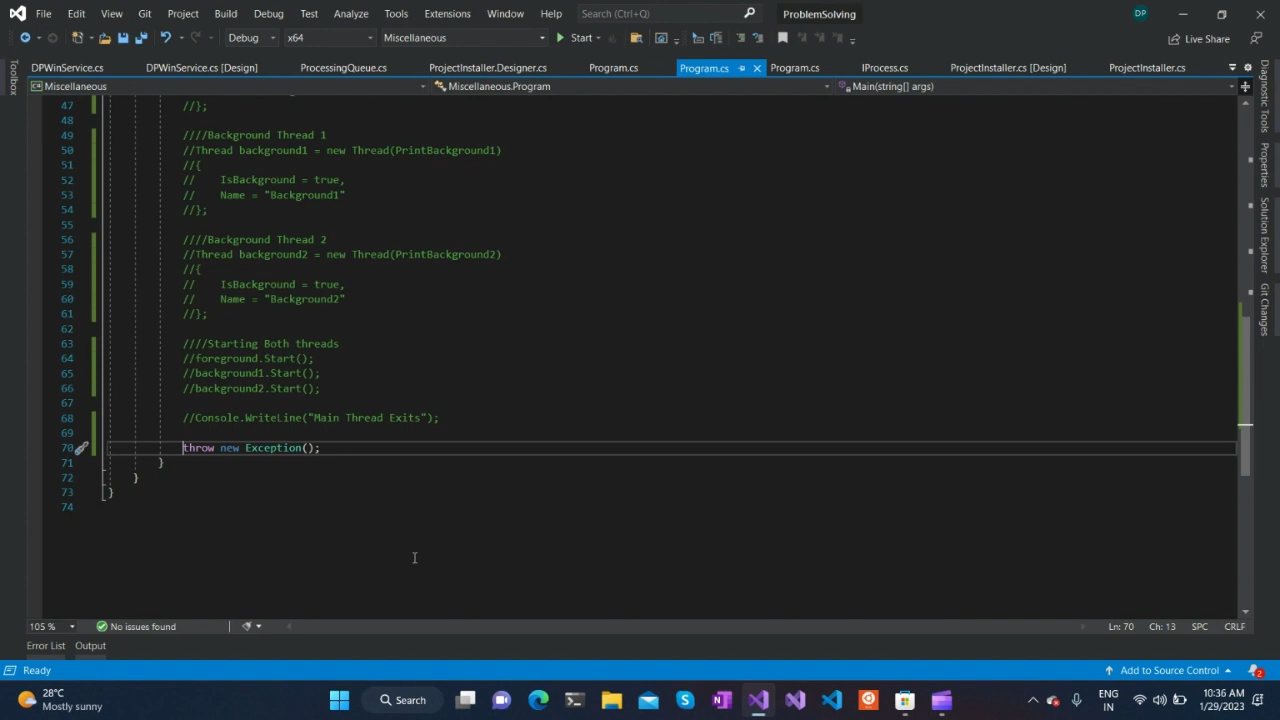 File Edit View Git Project Build Debug Test Analyze Tools Extensions Window Help Search (Ctrl+Q) ProblemSolving DP
Debug x64 Miscellaneous Start Live Share
DPWinService.cs DPWinService.cs [Design] ProcessingQueue.cs ProjectInstaller.Designer.cs Program.cs Program.cs Program.cs IProcess.cs ProjectInstaller.cs [Design] ProjectInstaller.cs
Miscellaneous Miscellaneous.Program Main(string[] args)
Toolbox
47 //};
48
49 ////Background Thread 1
50 //Thread background1 = new Thread(PrintBackground1)
51 //{
52 // IsBackground = true,
53 // Name = "Background1"
54 //};
55
56 ////Background Thread 2
57 //Thread background2 = new Thread(PrintBackground2)
58 //{
59 // IsBackground = true,
60 // Name = "Background2"
61 //};
62
63 ////Starting Both threads
64 //foreground.Start();
65 //background1.Start();
66 //background2.Start();
67
68 //Console.WriteLine("Main Thread Exits");
69
70 throw new Exception();
71 }
72 }
73 }
74
Diagnostic Tools
Properties
Solution Explorer
Git Changes
105 % No issues found Ln: 70 Ch: 13 SPC CRLF
Error List Output
Ready Add to Source Control 2
28°C
Mostly sunny
Search
ENG
IN
10:36 AM
1/29/2023